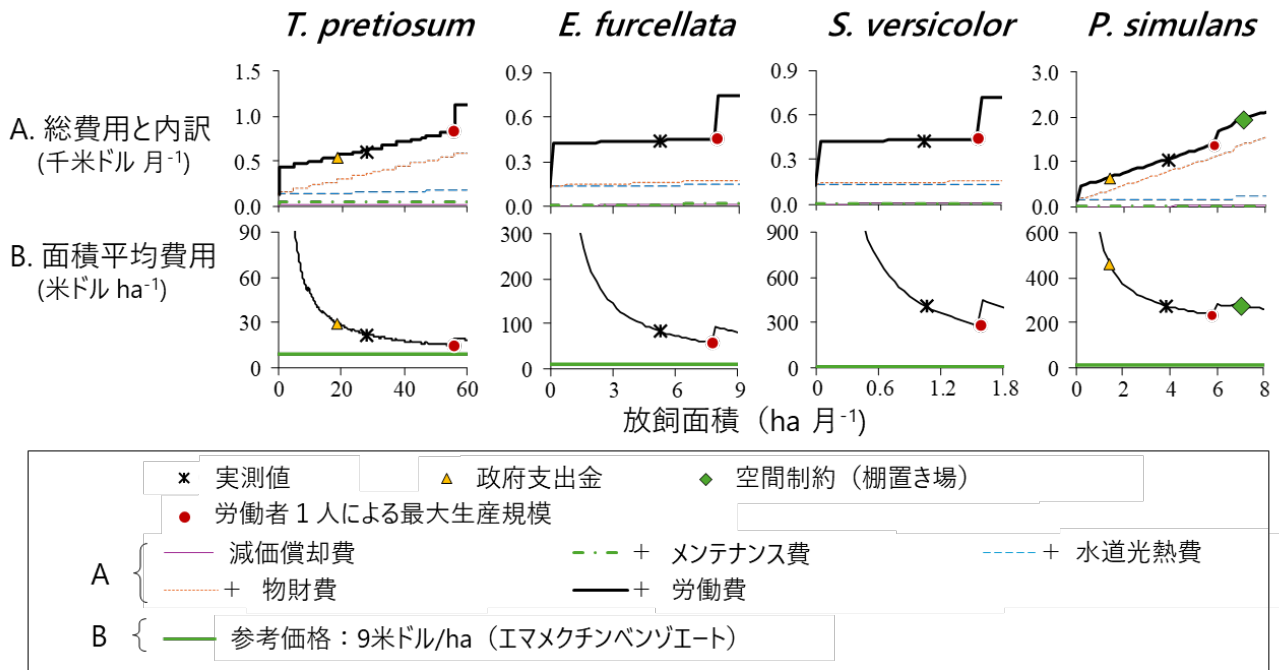 T. pretiosum E. furcellata S. versicolor P. simulans
A. 総費用と内訳
(千米ドル 月-1)
1.5
1.0
0.5
0.0
0.9
0.6
0.3
0.0
0.9
0.6
0.3
0.0
3.0
2.0
1.0
0.0
B. 面積平均費用
(米ドル ha-1)
90
60
30
0
300
200
100
0
900
600
300
0
600
400
200
0
0 20 40 60
0 3 6 9
0 0.6 1.2 1.8
0 2 4 6 8
放飼面積(ha 月-1)
実測値 政府支出金 空間制約(棚置き場)
労働者1人による最大生産規模
A
減価償却費 + メンテナンス費 + 水道光熱費
+ 物財費 + 労働費
B 参考価格:9米ドル/ha(エマメクチンベンゾエート)